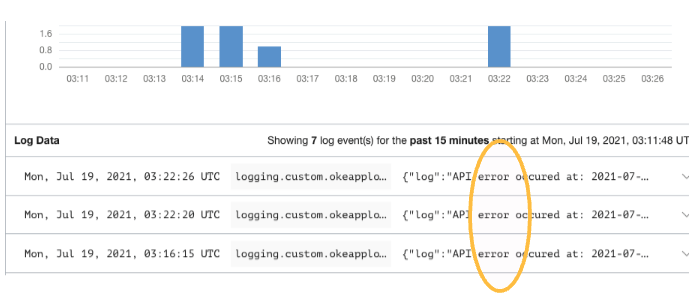 1.6
0.8
0.0
03:11 03:12 03:13 03:14 03:15 03:16 03:17 03:18 03:19 03:20 03:21 03:22 03:23 03:24 03:25 03:26
Log Data Showing 7 log event(s) for the past 15 minutes starting at Mon, Jul 19, 2021, 03:11:48 UT
Mon, Jul 19, 2021, 03:22:26 UTC logging.custom.okeapplo… {"log":"API error occured at: 2021-07-…
Mon, Jul 19, 2021, 03:22:20 UTC logging.custom.okeapplo… {"log":"API error occured at: 2021-07-…
Mon, Jul 19, 2021, 03:16:15 UTC logging.custom.okeapplo… {"log":"API error occured at: 2021-07-…